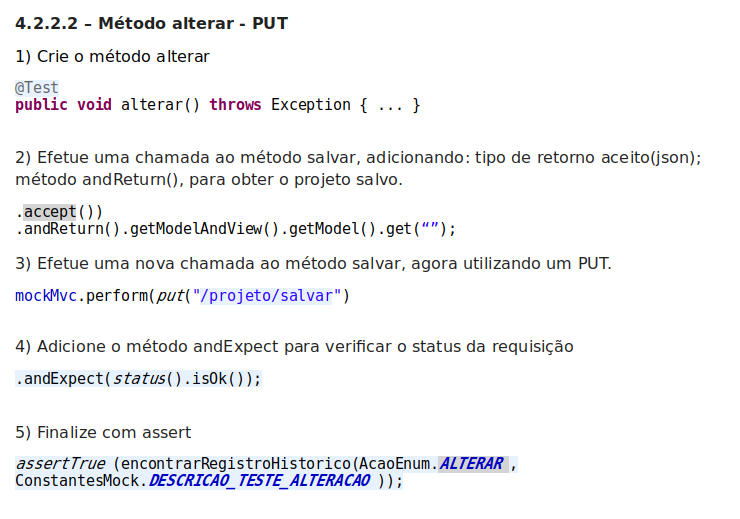 4.2.2.2 – Método alterar - PUT
1) Crie o método alterar
@Test
public void alterar() throws Exception { ... }
2) Efetue uma chamada ao método salvar, adicionando: tipo de retorno aceito(json);
método andReturn(), para obter o projeto salvo.
.accept())
.andReturn().getModelAndView().getModel().get(“”);
3) Efetue uma nova chamada ao método salvar, agora utilizando um PUT.
mockMvc.perform(put("/projeto/salvar")
4) Adicione o método andExpect para verificar o status da requisição
.andExpect(status().isOk());
5) Finalize com assert
assertTrue (encontrarRegistroHistorico(AcaoEnum.ALTERAR ,
ConstantesMock.DESCRICAO_TESTE_ALTERACAO ));